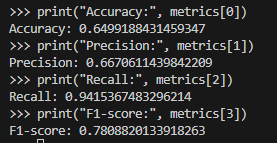 >>> print("Accuracy:", metrics[0])
Accuracy: 0.6499188431459347
>>> print("Precision:", metrics[1])
Precision: 0.6670611439842209
>>> print("Recall:", metrics[2])
Recall: 0.9415367483296214
>>> print("F1-score:", metrics[3])
F1-score: 0.7808820133918263